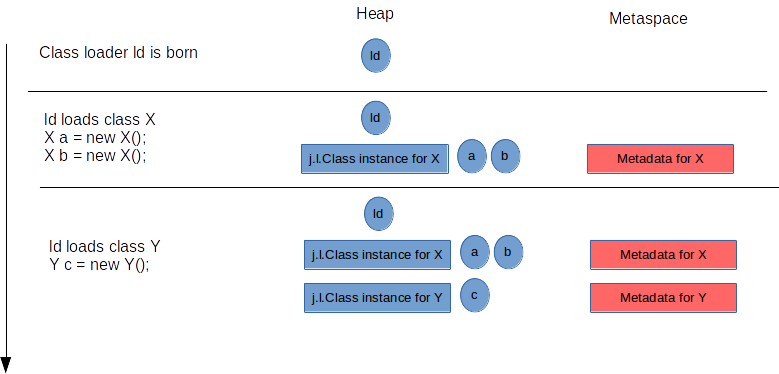 Heap
Metaspace
Class loader ld is born
ld
ld loads class X
X a = new X();
X b = new X();
ld
j.l.Class instance for X
a
b
Metadata for X
ld loads class Y
Y c = new Y();
ld
j.l.Class instance for X
a
b
Metadata for X
j.l.Class instance for Y
c
Metadata for Y